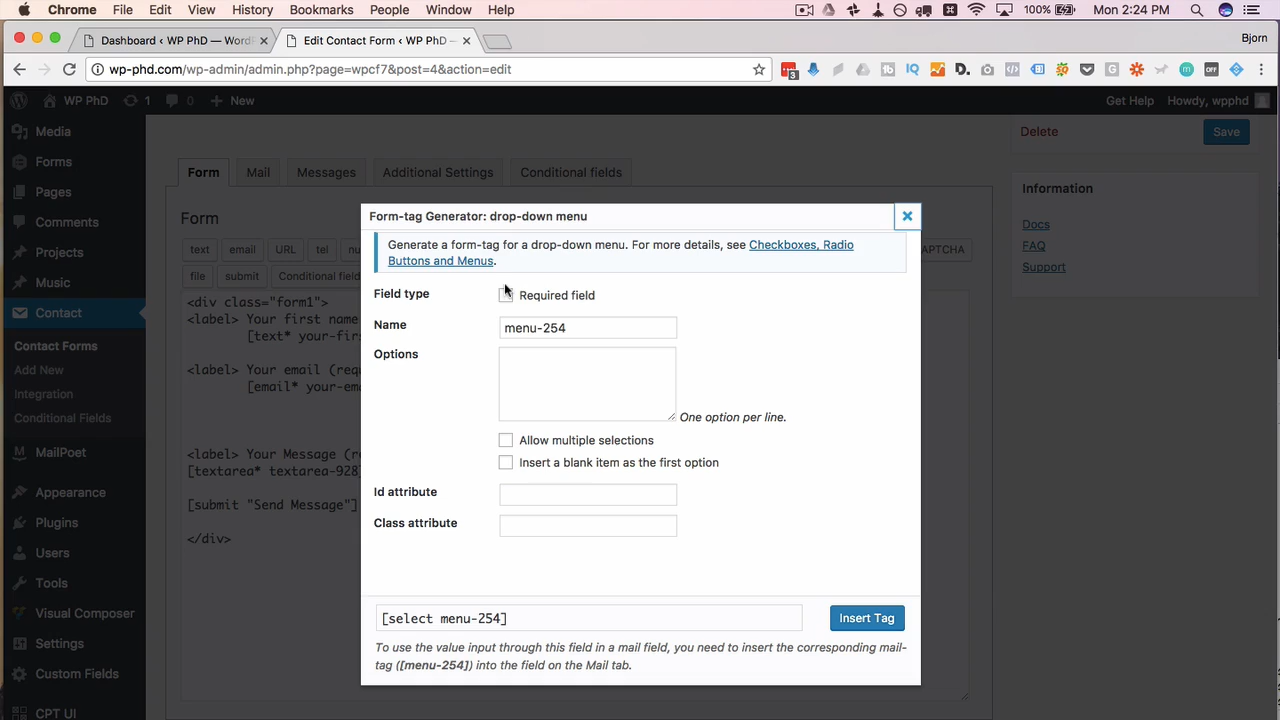 Chrome File Edit View History Bookmarks People Window Help 100% Mon 2:24 PM
Dashboard ‹ WP PhD — WordP
Edit Contact Form ‹ WP PhD –
Bjorn
wp-phd.com/wp-admin/admin.php?page=wpcf7&post=4&action=edit
WP PhD 1 0 New Get Help Howdy, wpphd
Media
Forms
Pages
Comments
Projects
Music
Contact
Contact Forms
Add New
Integration
Conditional Fields
MailPoet
Appearance
Plugins
Users
Tools
Visual Composer
Settings
Custom Fields
CPT UI
Form Mail Messages Additional Settings Conditional fields
Form
text email URL tel nu APTCHA
file submit Conditional field
<div class="form1">
<label> Your first name
[text* your-firs
<label> Your email (requ
[email* your-ema
<label> Your Message (re
[textarea* textarea-928]
[submit "Send Message"]
</div>
Delete Save
Information
Docs
FAQ
Support
Form-tag Generator: drop-down menu
Generate a form-tag for a drop-down menu. For more details, see Checkboxes, Radio
Buttons and Menus.
Field type Required field
Name menu-254
Options
One option per line.
Allow multiple selections
Insert a blank item as the first option
Id attribute
Class attribute
[select menu-254] Insert Tag
To use the value input through this field in a mail field, you need to insert the corresponding mail-
tag ([menu-254]) into the field on the Mail tab.